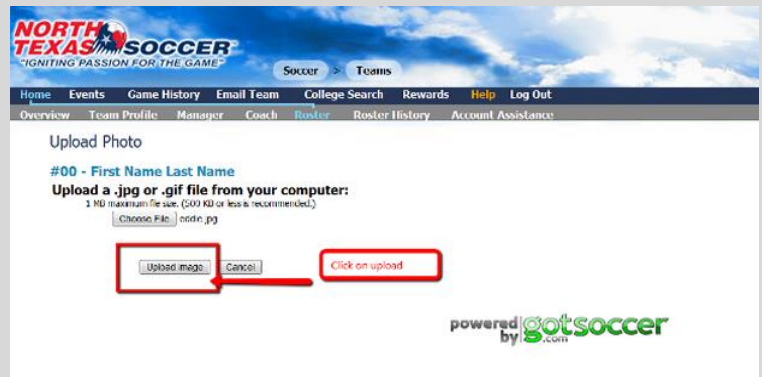 NORTH
TEXAS SOCCER
"IGNITING PASSION FOR THE GAME"
Soccer > Teams
Home Events Game History Email Team College Search Rewards Help Log Out
Overview Team Profile Manager Coach Roster Roster History Account Assistance
Upload Photo
#00 - First Name Last Name
Upload a .jpg or .gif file from your computer:
1 MB maximum file size. (500 KB or less is recommended.)
Choose File eddie.jpg
Upload Image Cancel Click on upload
powered by gotsoccer.com